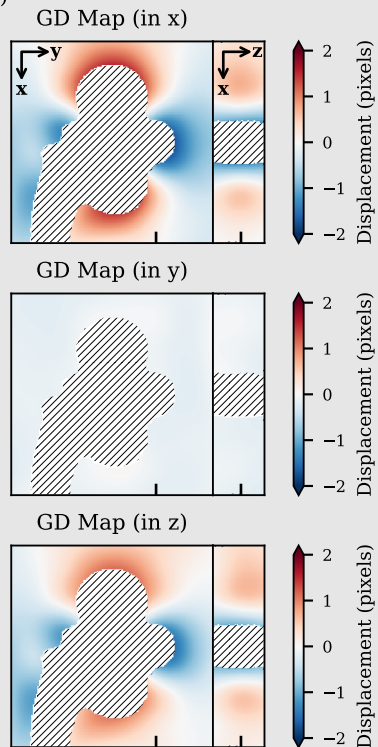 )
GD Map (in x)
y
x
z
x
2
1
0
−1
−2
Displacement (pixels)
GD Map (in y)
2
1
0
−1
−2
Displacement (pixels)
GD Map (in z)
2
1
0
−1
−2
Displacement (pixels)